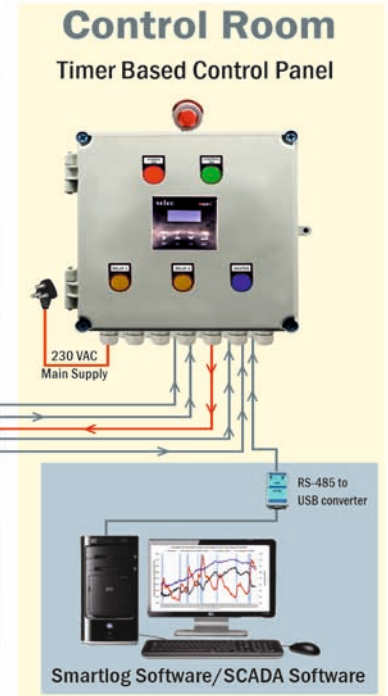 Control Room
Timer Based Control Panel
selec
RELAY 1
RELAY 2
230 VAC
Main Supply
RS-485 to
USB converter
Smartlog Software/SCADA Software